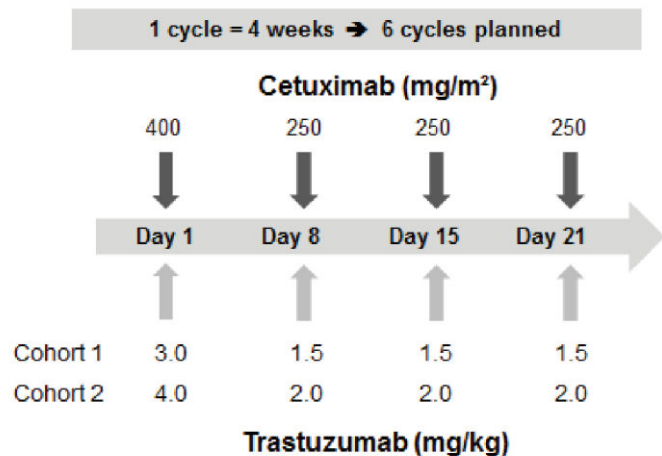 1 cycle = 4 weeks ➔ 6 cycles planned
Cetuximab (mg/m²)
400 250 250 250
Day 1 Day 8 Day 15 Day 21
Cohort 1 3.0 1.5 1.5 1.5
Cohort 2 4.0 2.0 2.0 2.0
Trastuzumab (mg/kg)